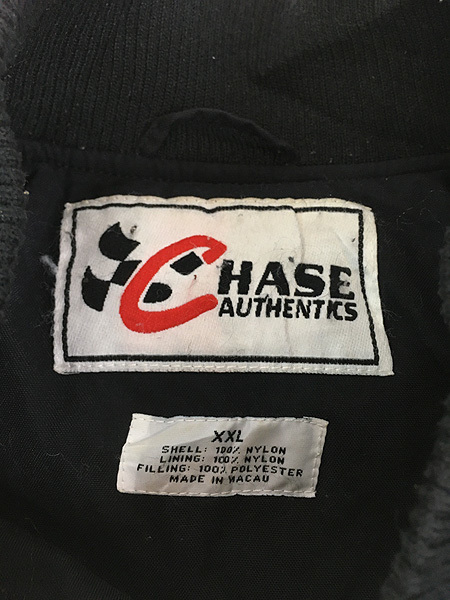 CHASE
AUTHENTICS
XXL
SHELL: 100% NYLON
LINING: 100% NYLON
FILLING: 100% POLYESTER
MADE IN MACAU